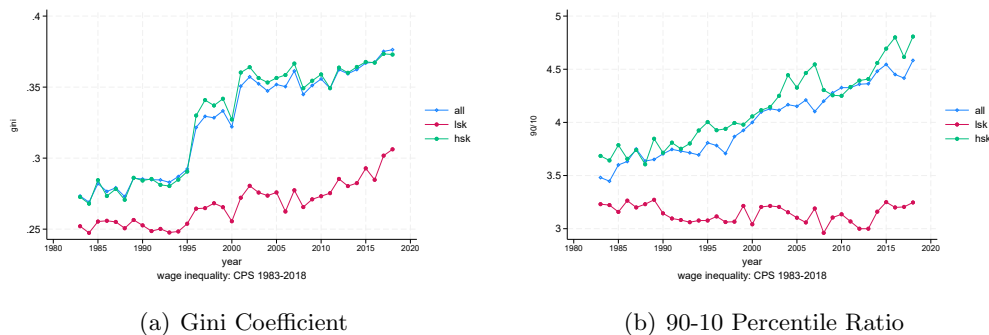 .4
.35
.3
.25
gini
1980 1985 1990 1995 2000 2005 2010 2015 2020
year
wage inequality: CPS 1983-2018
all
lsk
hsk
(a) Gini Coefficient
5
4.5
4
3.5
3
90/10
1980 1985 1990 1995 2000 2005 2010 2015 2020
year
wage inequality: CPS 1983-2018
all
lsk
hsk
(b) 90-10 Percentile Ratio